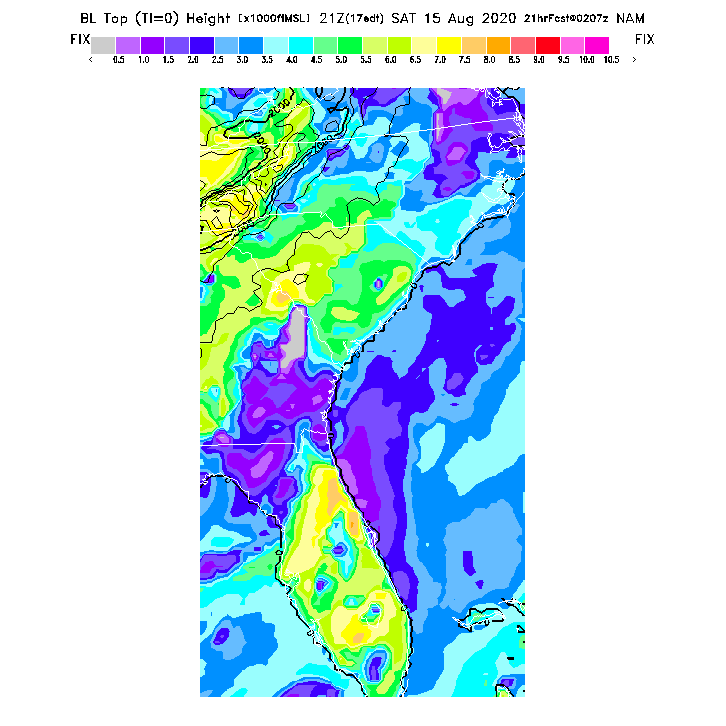 BL Top (TI=0) Height [x1000ftMSL] 21Z(17edt) SAT 15 Aug 2020 21hrFcst@0207z NAM
FIX FIX
< 0.5 1.0 1.5 2.0 2.5 3.0 3.5 4.0 4.5 5.0 5.5 6.0 6.5 7.0 7.5 8.0 8.5 9.0 9.5 10.0 10.5 >
2000
2000
2000